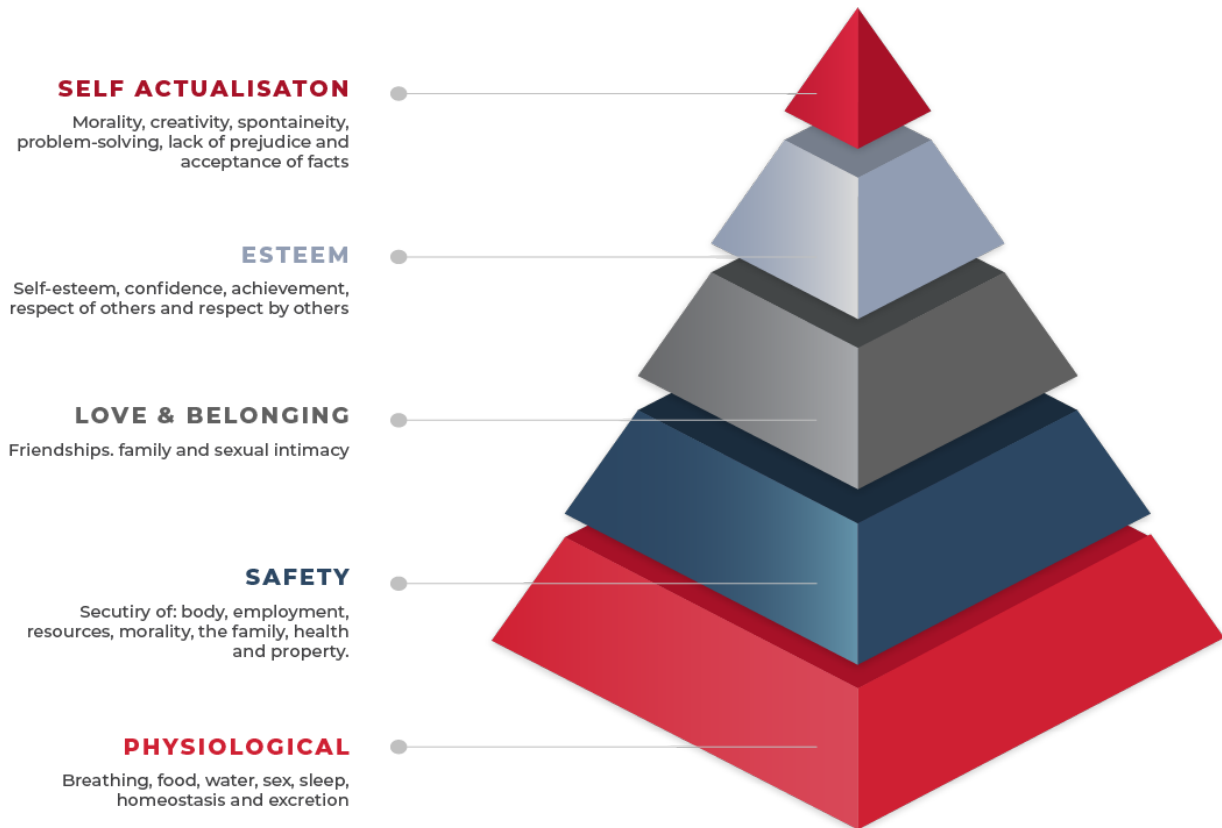 SELF ACTUALISATON
Morality, creativity, spontaineity,
problem-solving, lack of prejudice and
acceptance of facts
ESTEEM
Self-esteem, confidence, achievement,
respect of others and respect by others
LOVE & BELONGING
Friendships. family and sexual intimacy
SAFETY
Secutiry of: body, employment,
resources, morality, the family, health
and property.
PHYSIOLOGICAL
Breathing, food, water, sex, sleep,
homeostasis and excretion